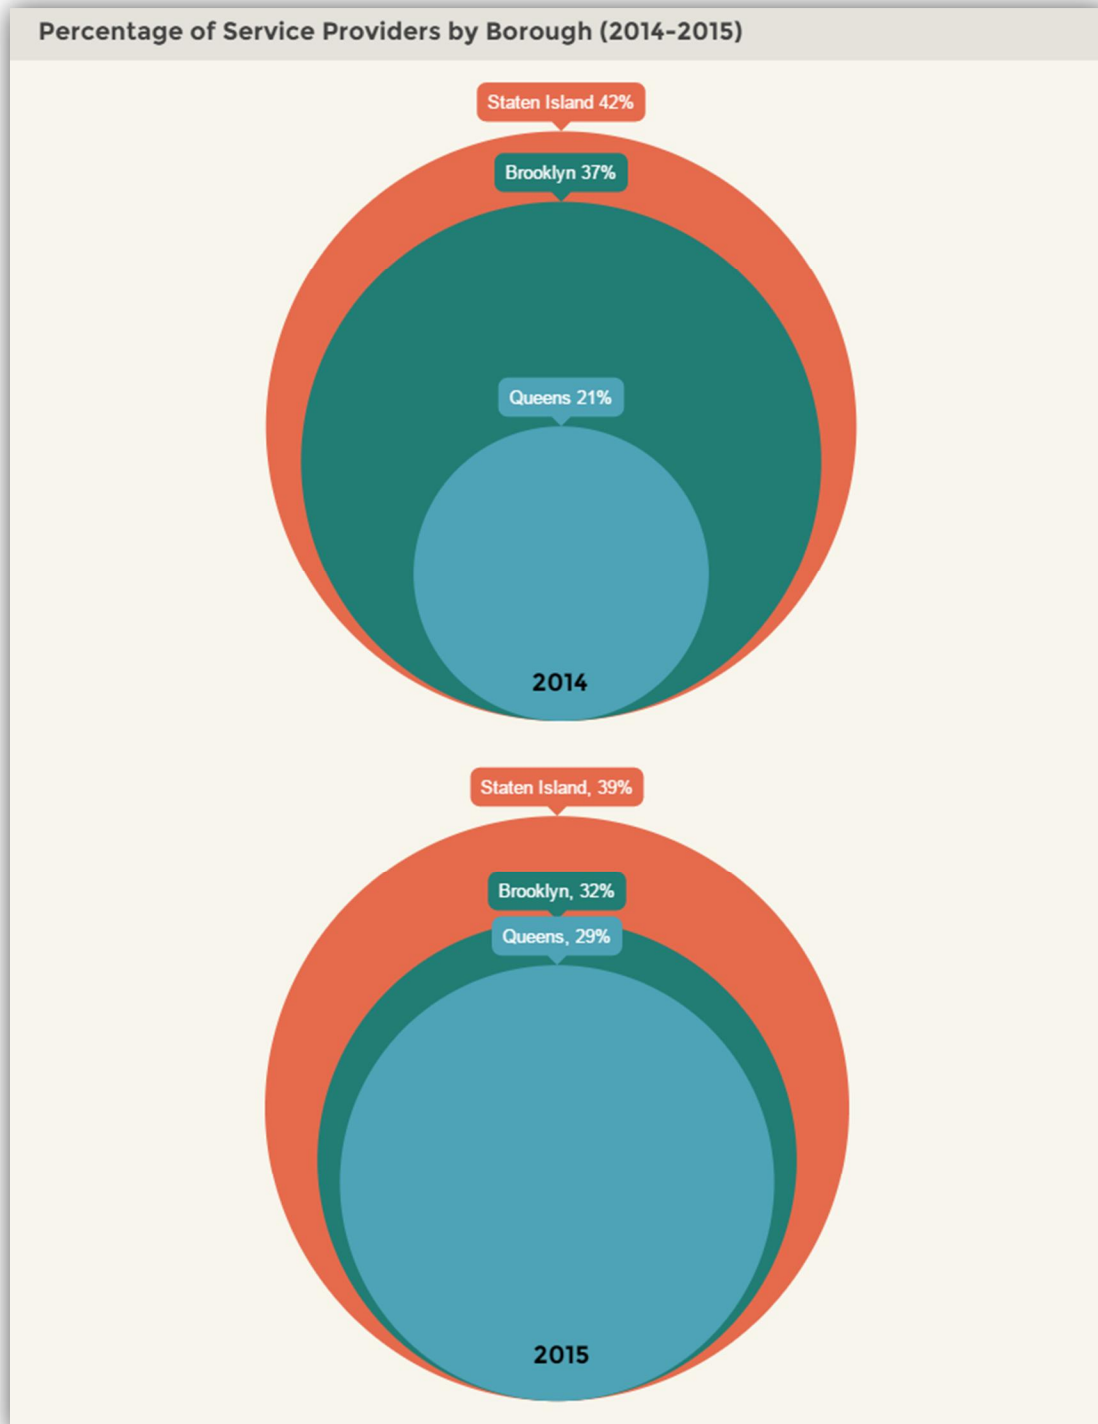 Percentage of Service Providers by Borough (2014-2015)
Staten Island 42%
Brooklyn 37%
Queens 21%
2014
Staten Island, 39%
Brooklyn, 32%
Queens, 29%
2015